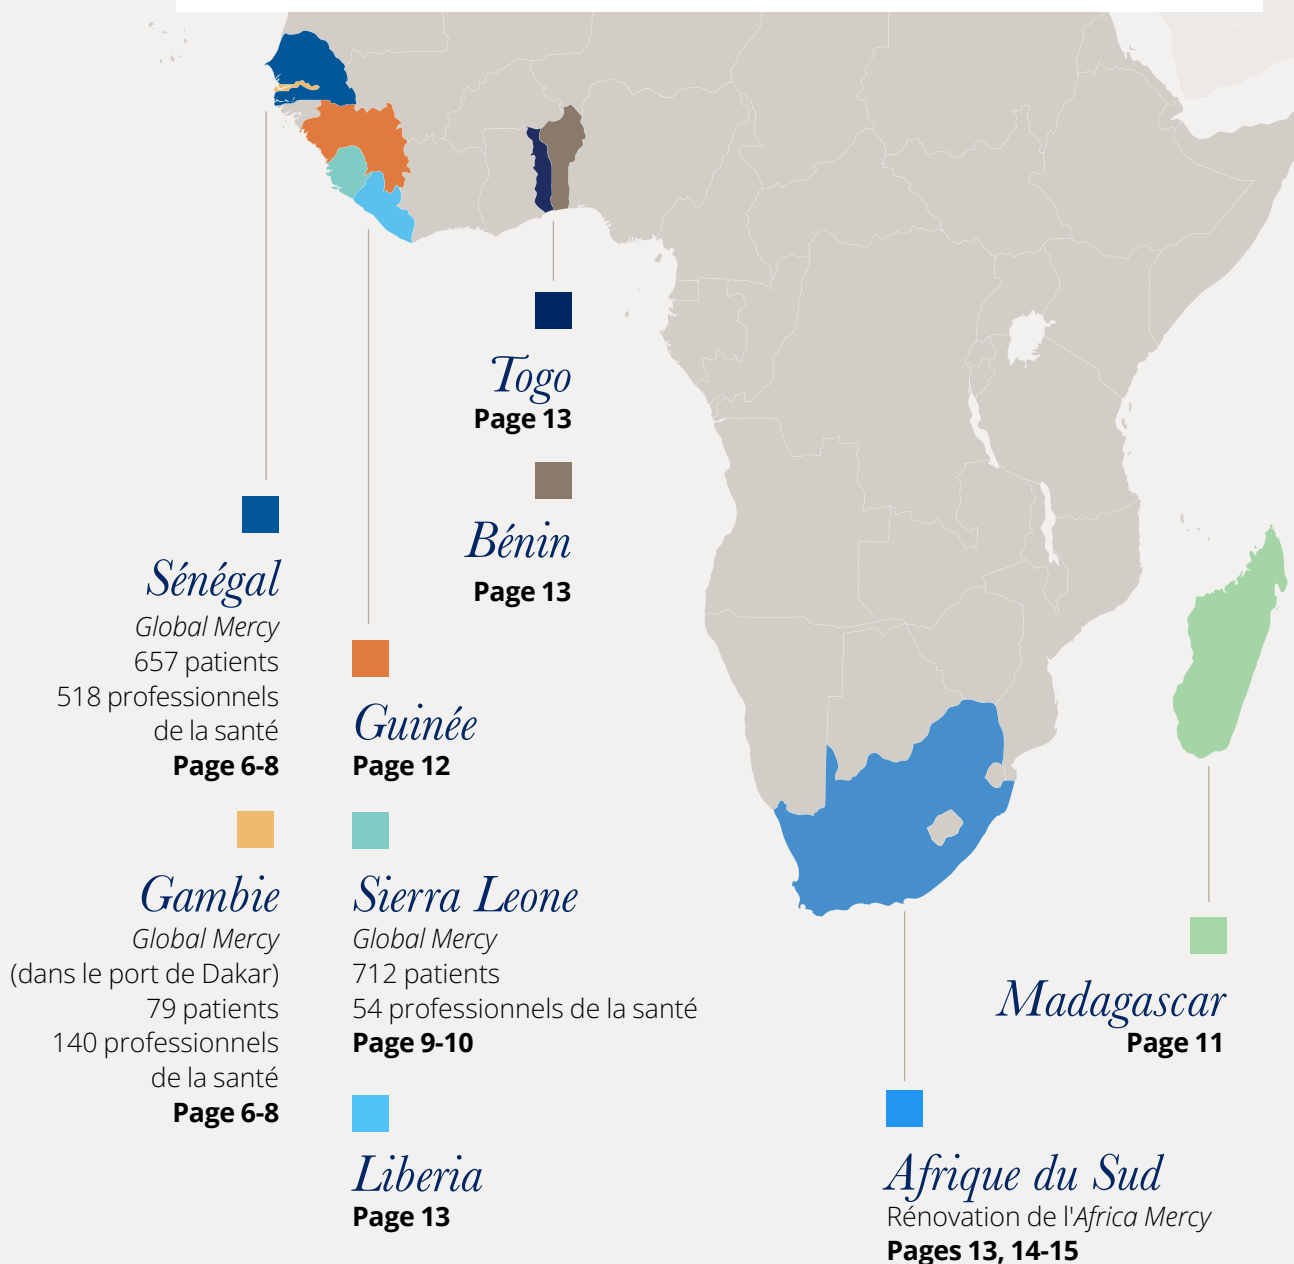 Togo
Page 13
Bénin
Page 13
Sénégal
Global Mercy
657 patients
518 professionnels
de la santé
Page 6-8
Guinée
Page 12
Gambie
Global Mercy
(dans le port de Dakar)
79 patients
140 professionnels
de la santé
Page 6-8
Sierra Leone
Global Mercy
712 patients
54 professionnels de la santé
Page 9-10
Liberia
Page 13
Madagascar
Page 11
Afrique du Sud
Rénovation de l'Africa Mercy
Pages 13, 14-15